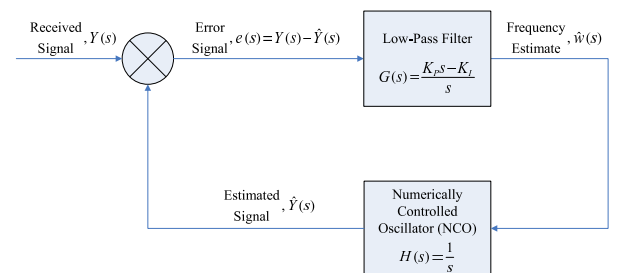 Received
Signal , Y(s)
Error
Signal, e(s)=Y(s)−Ŷ(s)
Low-Pass Filter
G(s)=(K_P s−K_I)/s
Frequency
Estimate , ŵ(s)
Estimated
Signal , Ŷ(s)
Numerically
Controlled
Oscillator (NCO)
H(s)=1/s